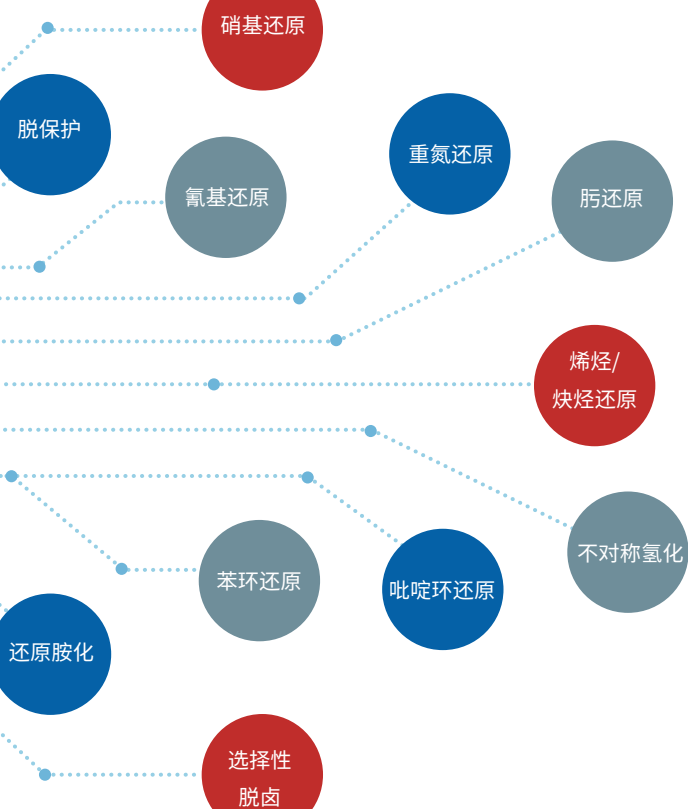 硝基还原
脱保护
重氮还原
氰基还原
肟还原
烯烃/
炔烃还原
不对称氢化
苯环还原
吡啶环还原
还原胺化
选择性
脱卤